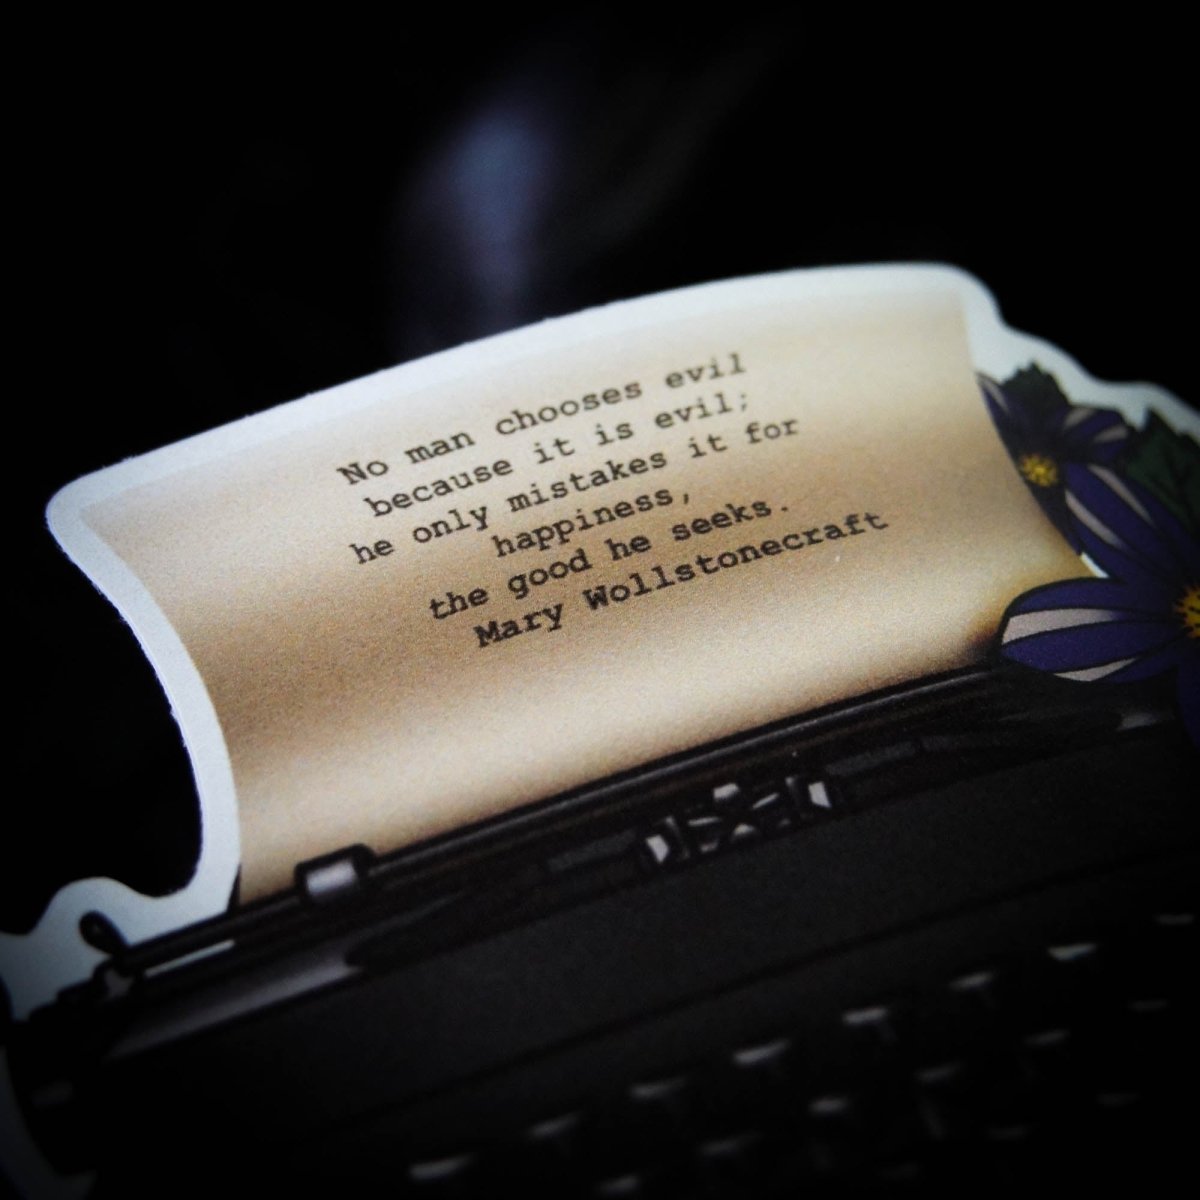 No man chooses evil
because it is evil;
he only mistakes it for
happiness,
the good he seeks.
Mary Wollstonecraft